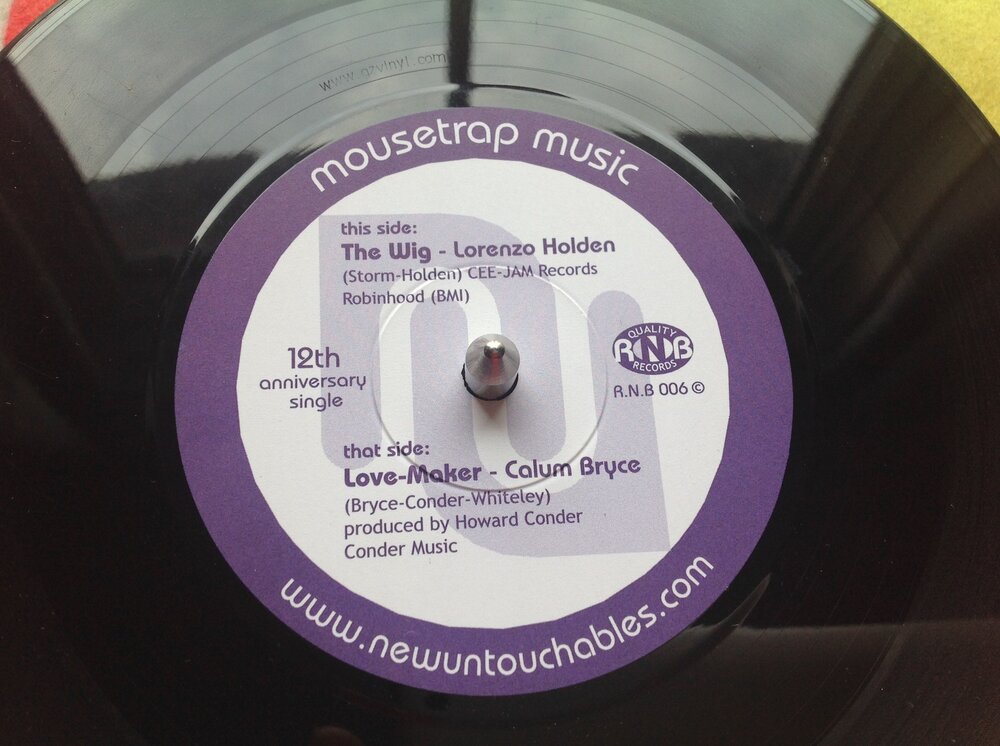 www.gzvinyl.com
mousetrap music
this side:
The Wig - Lorenzo Holden
(Storm-Holden) CEE-JAM Records
Robinhood (BMI)
12th
anniversary
single
QUALITY
RNB
RECORDS
R.N.B 006 ©
that side:
Love-Maker - Calum Bryce
(Bryce-Conder-Whiteley)
produced by Howard Conder
Conder Music
www.newuntouchables.com